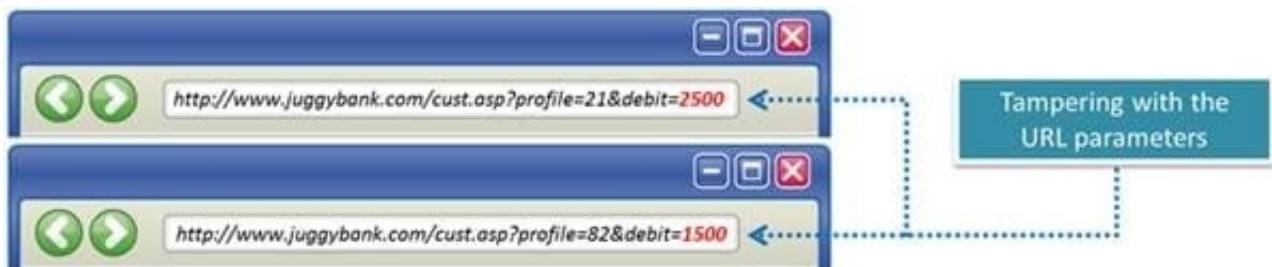 http://www.juggybank.com/cust.asp?profile=21&debit=2500
Tampering with the
URL parameters
http://www.juggybank.com/cust.asp?profile=82&debit=1500